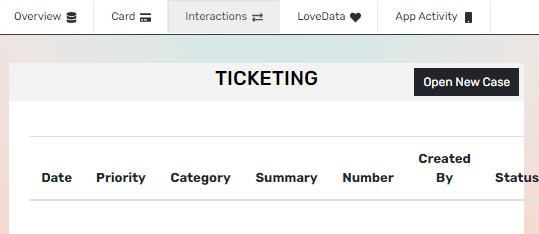 Overview Card Interactions LoveData App Activity
TICKETING
Open New Case
Date Priority Category Summary Number Created By Status